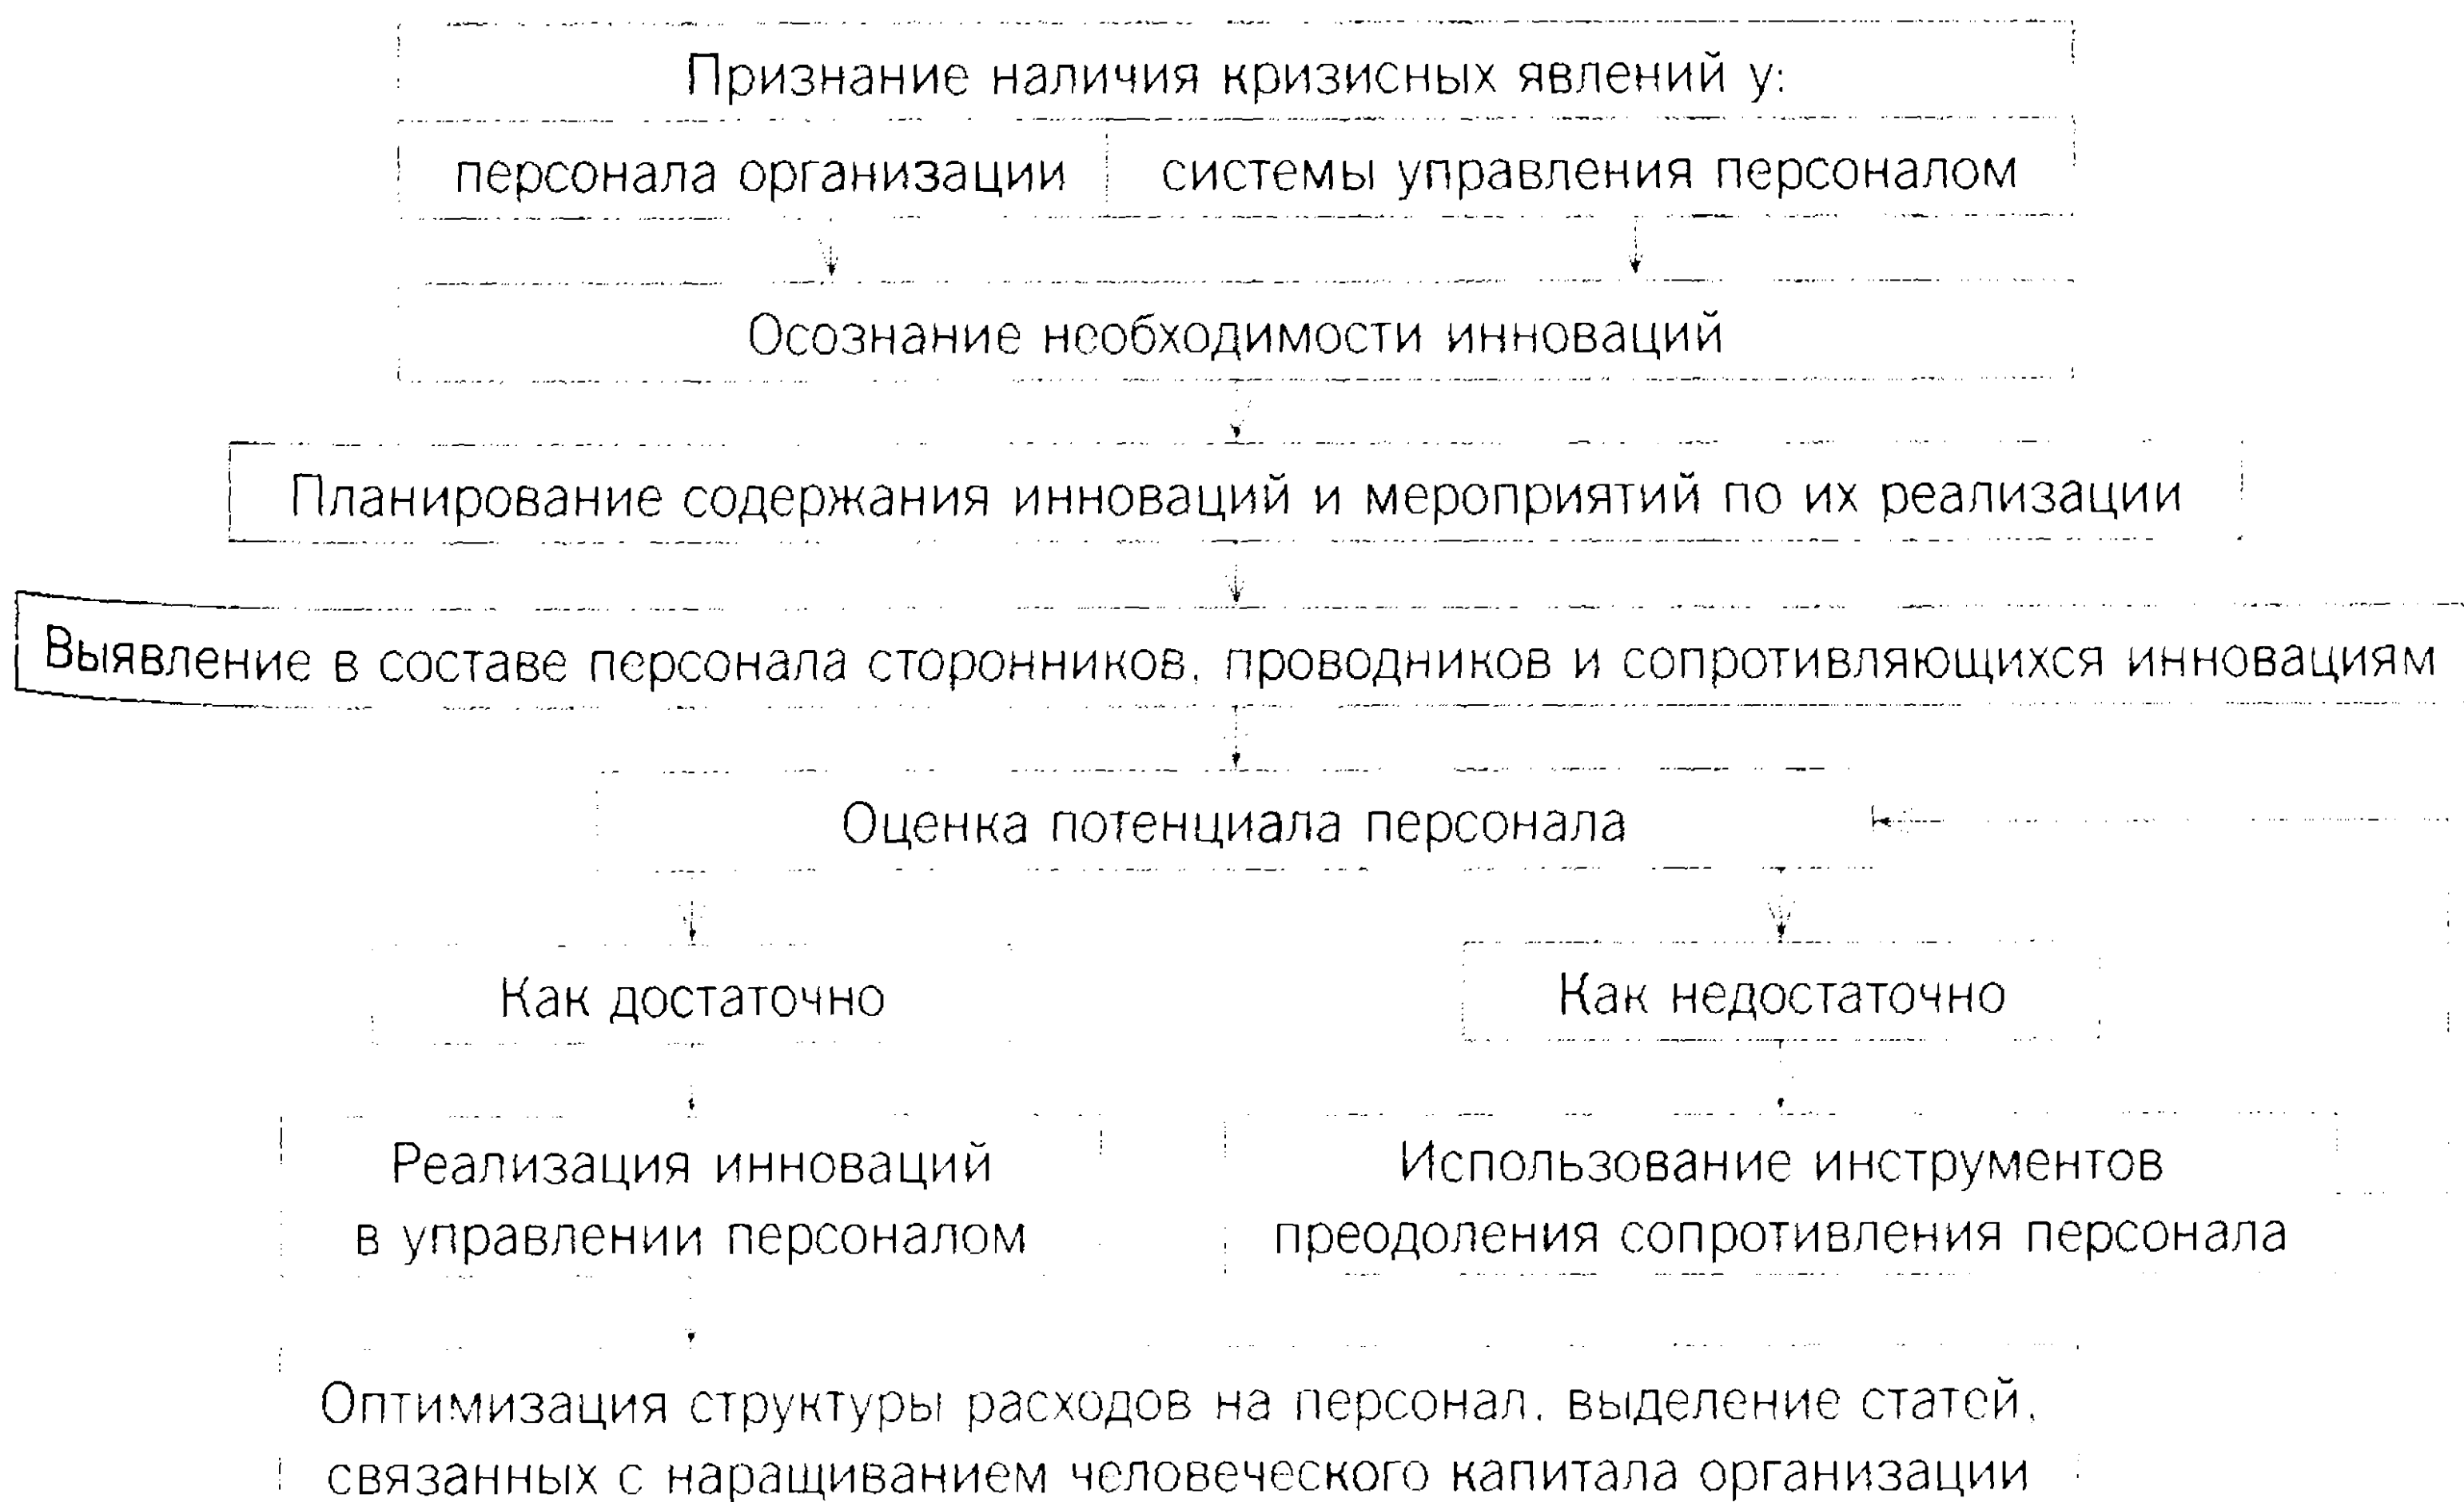 Признание наличия кризисных явлений у:
персонала организации
системы управления персоналом
Осознание необходимости инноваций
Планирование содержания инноваций и мероприятий по их реализации
Выявление в составе персонала сторонников, проводников и сопротивляющихся инновациям
Оценка потенциала персонала
Как достаточно
Как недостаточно
Реализация инноваций
в управлении персоналом
Использование инструментов
преодоления сопротивления персонала
Оптимизация структуры расходов на персонал, выделение статей,
связанных с наращиванием человеческого капитала организации